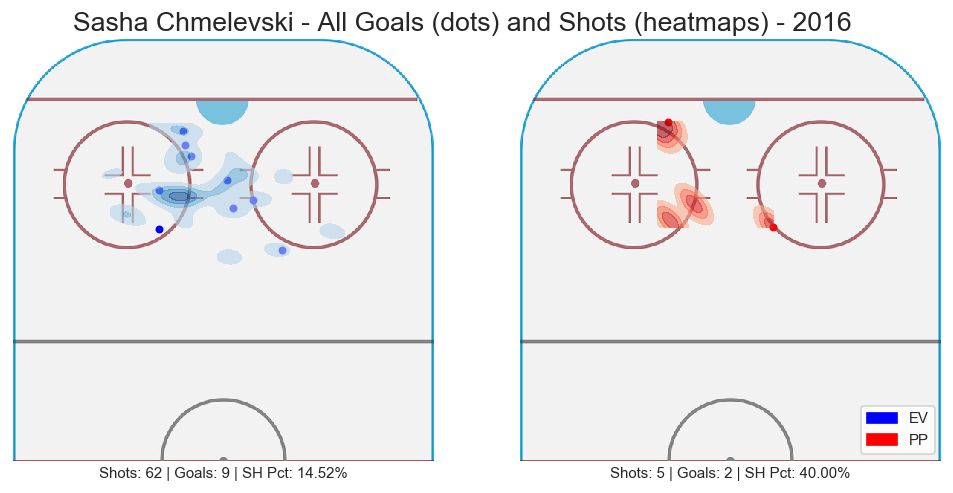 Sasha Chmelevski - All Goals (dots) and Shots (heatmaps) - 2016
EV
PP
Shots: 62 | Goals: 9 | SH Pct: 14.52%
Shots: 5 | Goals: 2 | SH Pct: 40.00%